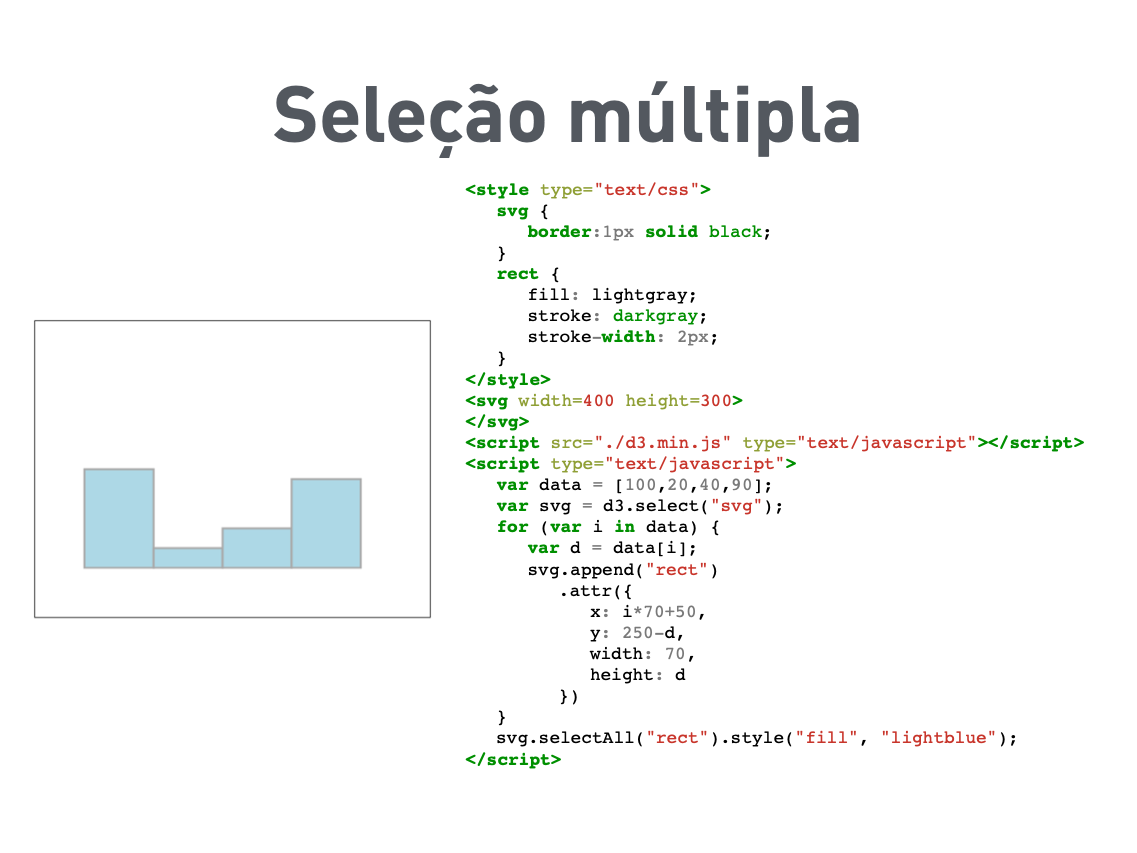 Seleção múltipla
<style type="text/css">
svg {
border:1px solid black;
}
rect {
fill: lightgray;
stroke: darkgray;
stroke-width: 2px;
}
</style>
<svg width=400 height=300>
</svg>
<script src="./d3.min.js" type="text/javascript"></script>
<script type="text/javascript">
var data = [100,20,40,90];
var svg = d3.select("svg");
for (var i in data) {
var d = data[i];
svg.append("rect")
.attr({
x: i*70+50,
y: 250-d,
width: 70,
height: d
})
}
svg.selectAll("rect").style("fill", "lightblue");
</script>